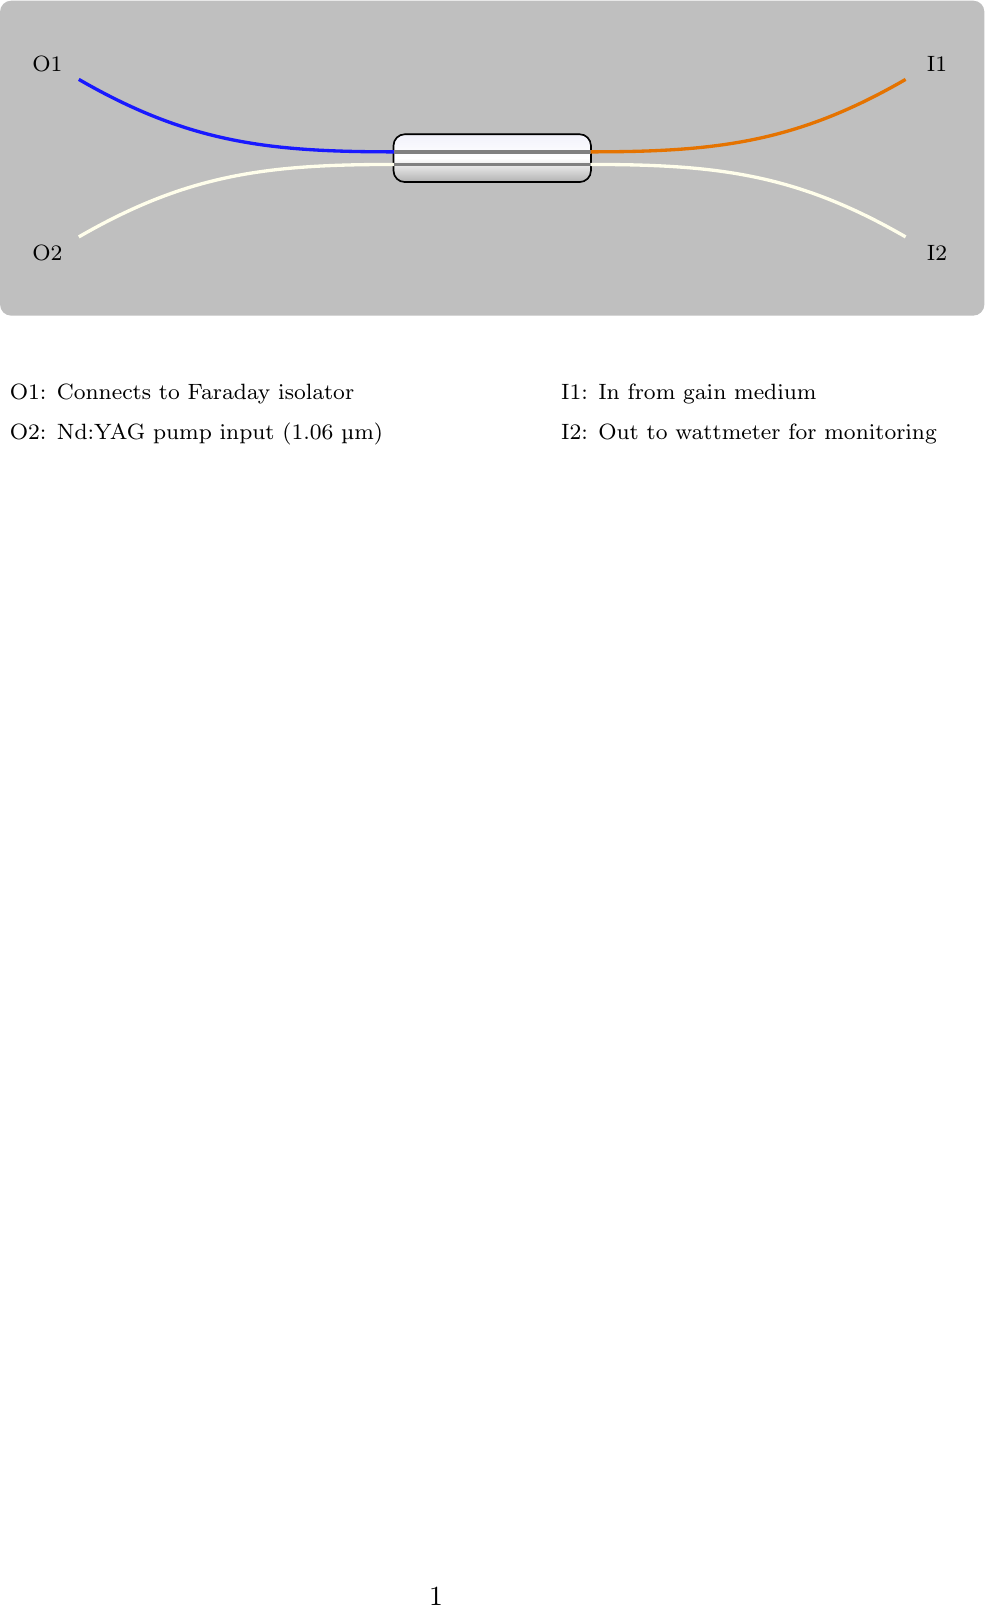 O1 I1
O2 I2
O1: Connects to Faraday isolator I1: In from gain medium
O2: Nd:YAG pump input (1.06 µm) I2: Out to wattmeter for monitoring
1